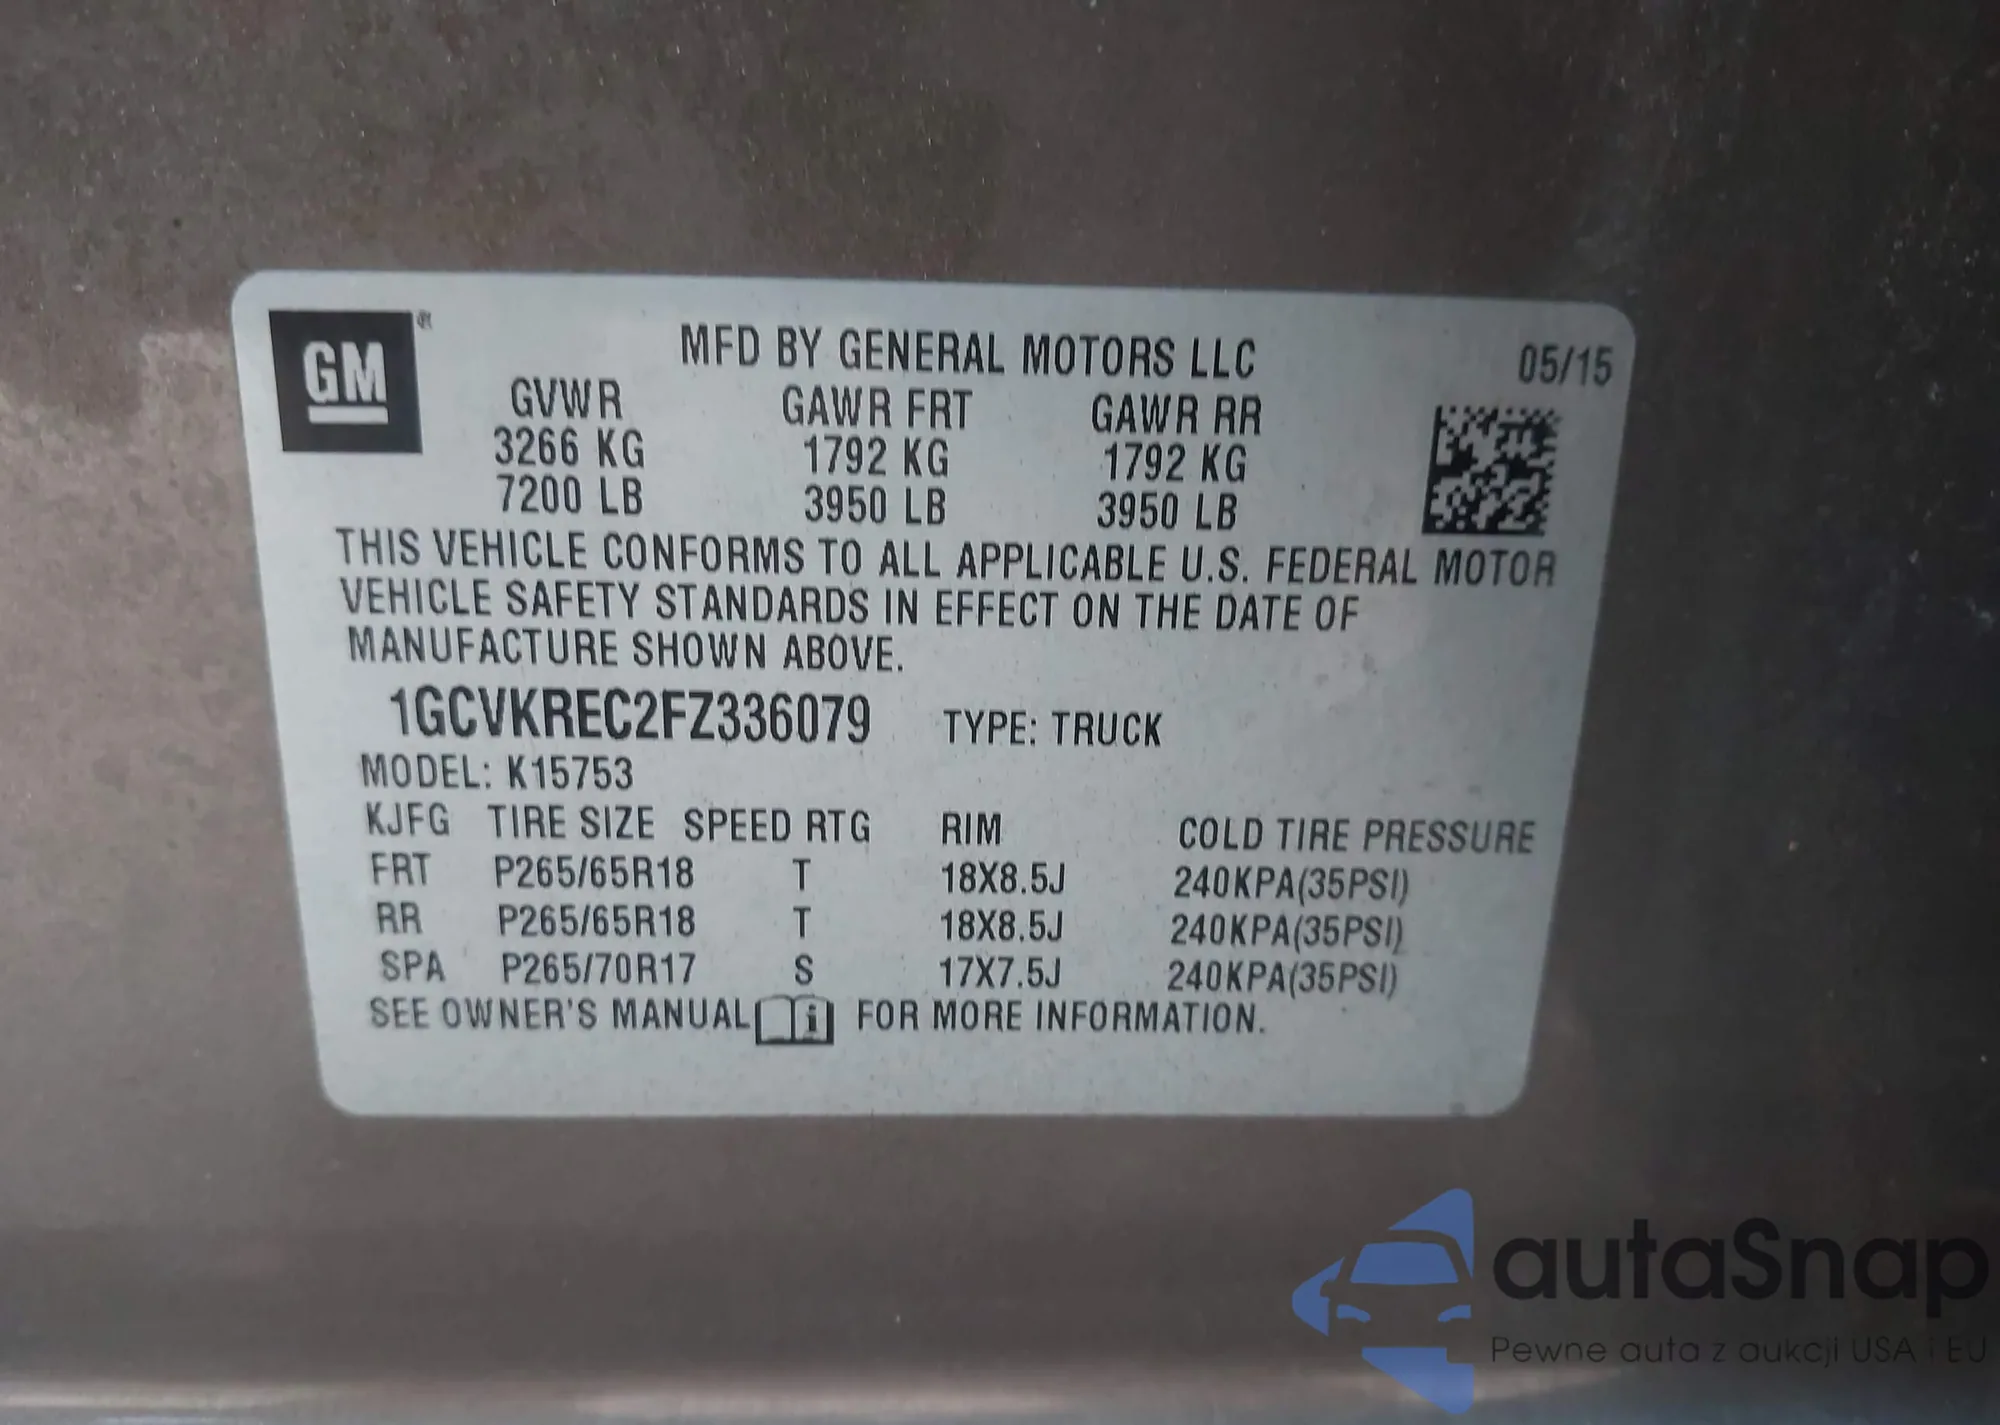 GM
MFD BY GENERAL MOTORS LLC 05/15
GVWR GAWR FRT GAWR RR
3266 KG 1792 KG 1792 KG
7200 LB 3950 LB 3950 LB
THIS VEHICLE CONFORMS TO ALL APPLICABLE U.S. FEDERAL MOTOR
VEHICLE SAFETY STANDARDS IN EFFECT ON THE DATE OF
MANUFACTURE SHOWN ABOVE.
1GCVKREC2FZ336079 TYPE: TRUCK
MODEL: K15753
KJFG TIRE SIZE SPEED RTG RIM COLD TIRE PRESSURE
FRT P265/65R18 T 18X8.5J 240KPA(35PSI)
RR P265/65R18 T 18X8.5J 240KPA(35PSI)
SPA P265/70R17 S 17X7.5J 240KPA(35PSI)
SEE OWNER'S MANUAL i FOR MORE INFORMATION.
autaSnap
Pewne auta z aukcji USA i EU